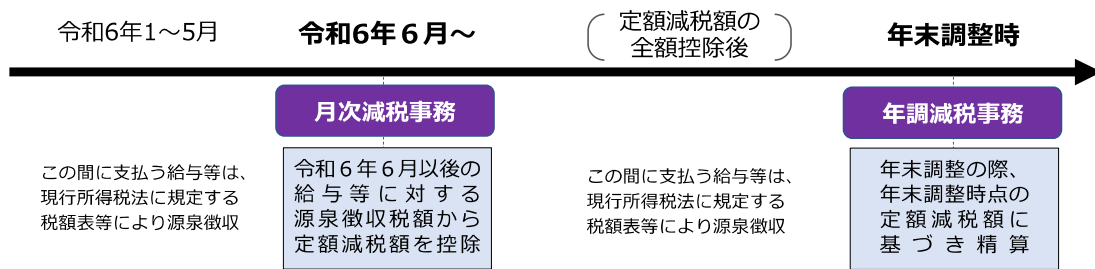 令和6年1～5月
令和6年６月～
定額減税額の
全額控除後
年末調整時
月次減税事務
年調減税事務
この間に支払う給与等は、
現行所得税法に規定する
税額表等により源泉徴収
令和６年６月以後の
給与等に対する
源泉徴収税額から
定額減税額を控除
この間に支払う給与等は、
現行所得税法に規定する
税額表等により源泉徴収
年末調整の際、
年末調整時点の
定額減税額に
基づき精算